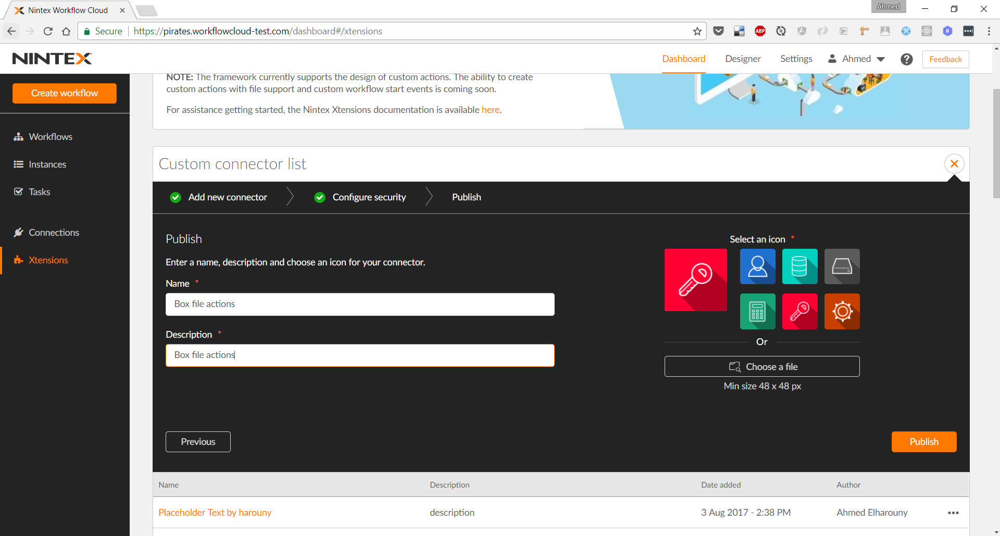 Nintex Workflow Cloud
Ahmed
Secure
https://pirates.workflowcloud-test.com/dashboard#/xtensions
ABP
R
NINTEX
Dashboard
Designer
Settings
Ahmed
?
Feedback
Create workflow
Workflows
Instances
Tasks
Connections
Xtensions
NOTE: The framework currently supports the design of custom actions. The ability to create
custom actions with file support and custom workflow start events is coming soon.
For assistance getting started, the Nintex Xtensions documentation is available here.
Custom connector list
Add new connector
Configure security
Publish
Publish
Enter a name, description and choose an icon for your connector.
Name *
Box file actions
Description *
Box file actions
Select an icon *
Or
Choose a file
Min size 48 x 48 px
Previous
Publish
Name Description Date added Author
Placeholder Text by harouny description 3 Aug 2017 - 2:38 PM Ahmed Elharouny